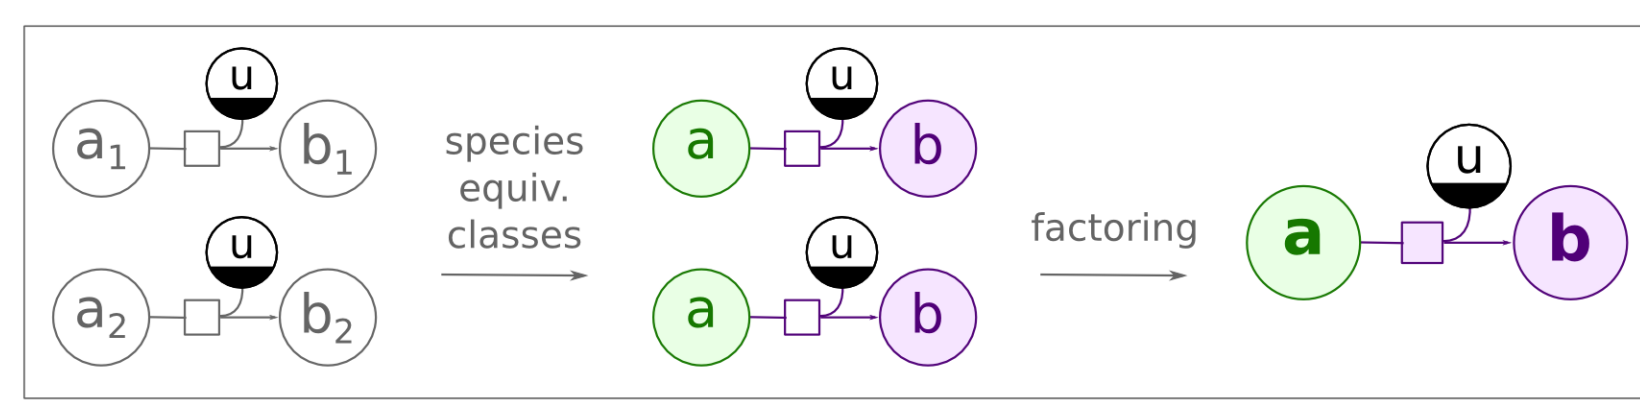 u
a₁ b₁
u
a₂ b₂
species
equiv.
classes
u
a b
u
a b
factoring
u
a b